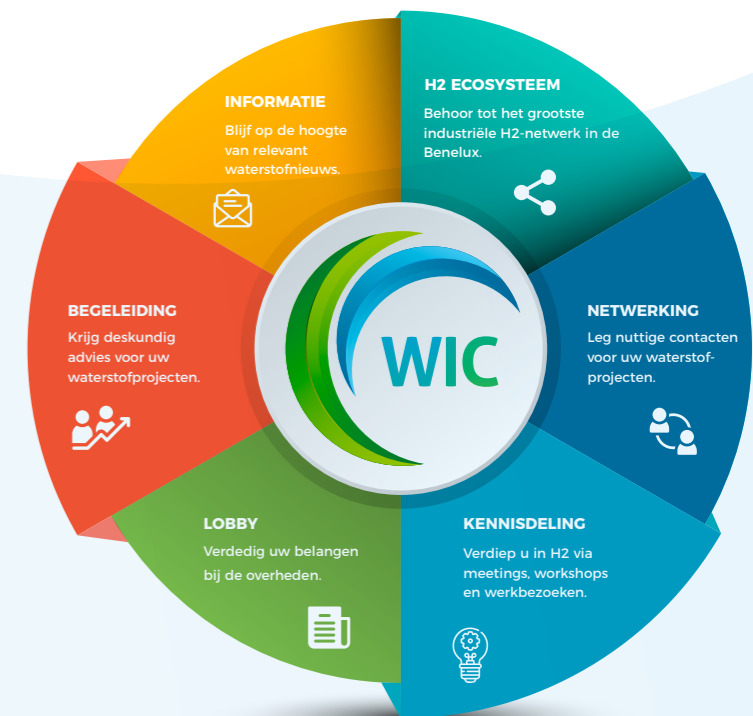 INFORMATIE
Blijf op de hoogte
van relevant
waterstofnieuws.
H2 ECOSYSTEEM
Behoor tot het grootste
industriële H2-netwerk in de
Benelux.
BEGELEIDING
Krijg deskundig
advies voor uw
waterstofprojecten.
WIC
NETWERKING
Leg nuttige contacten
voor uw waterstof-
projecten.
LOBBY
Verdedig uw belangen
bij de overheden.
KENNISDELING
Verdiep u in H2 via
meetings, workshops
en werkbezoeken.